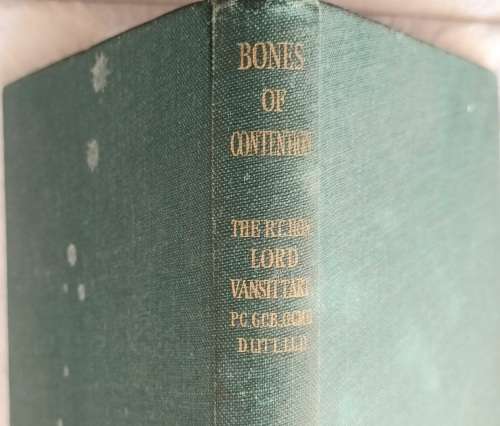 BONES
OF
CONTENTION
THE RT. HON
LORD
VANSITTART
P.C. G.C.B. G.C.M.G
D.LITT. LL.D